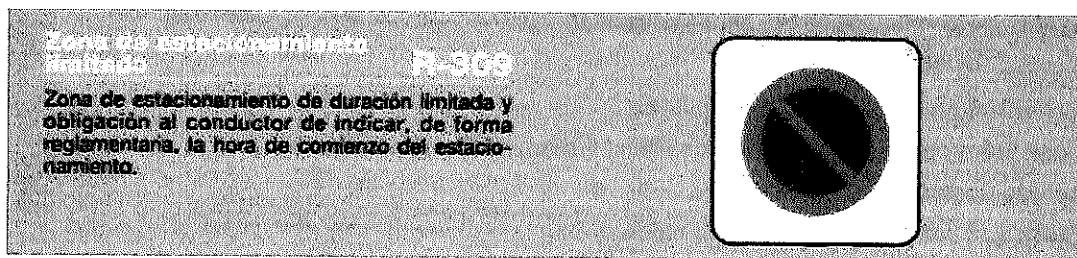 Zona de estacionamiento
limitado R-309
Zona de estacionamiento de duración limitada y
obligación al conductor de indicar, de forma
reglamentaria, la hora de comienzo del estacio-
namiento.